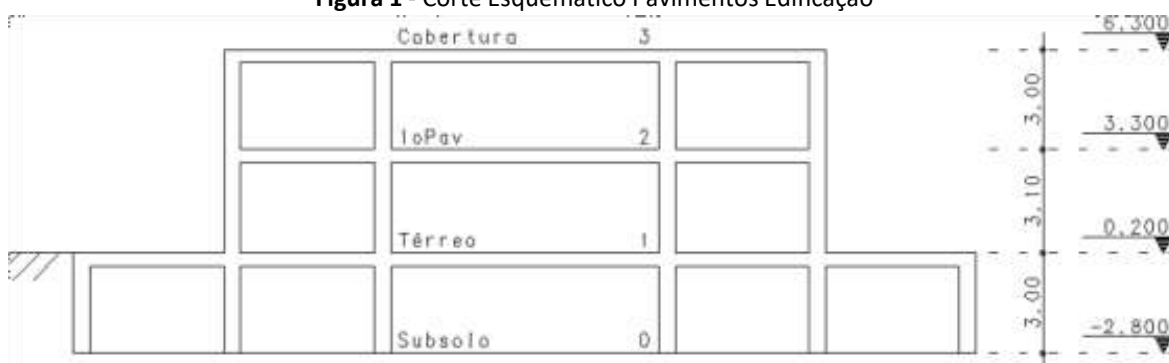 Figura 1 - Corte Esquemático Pavimentos Edificação
Cobertura 3
6,300
3.00
1oPav 2
3.300
3.10
Térreo 1
0,200
3.00
Subsolo 0
-2.800